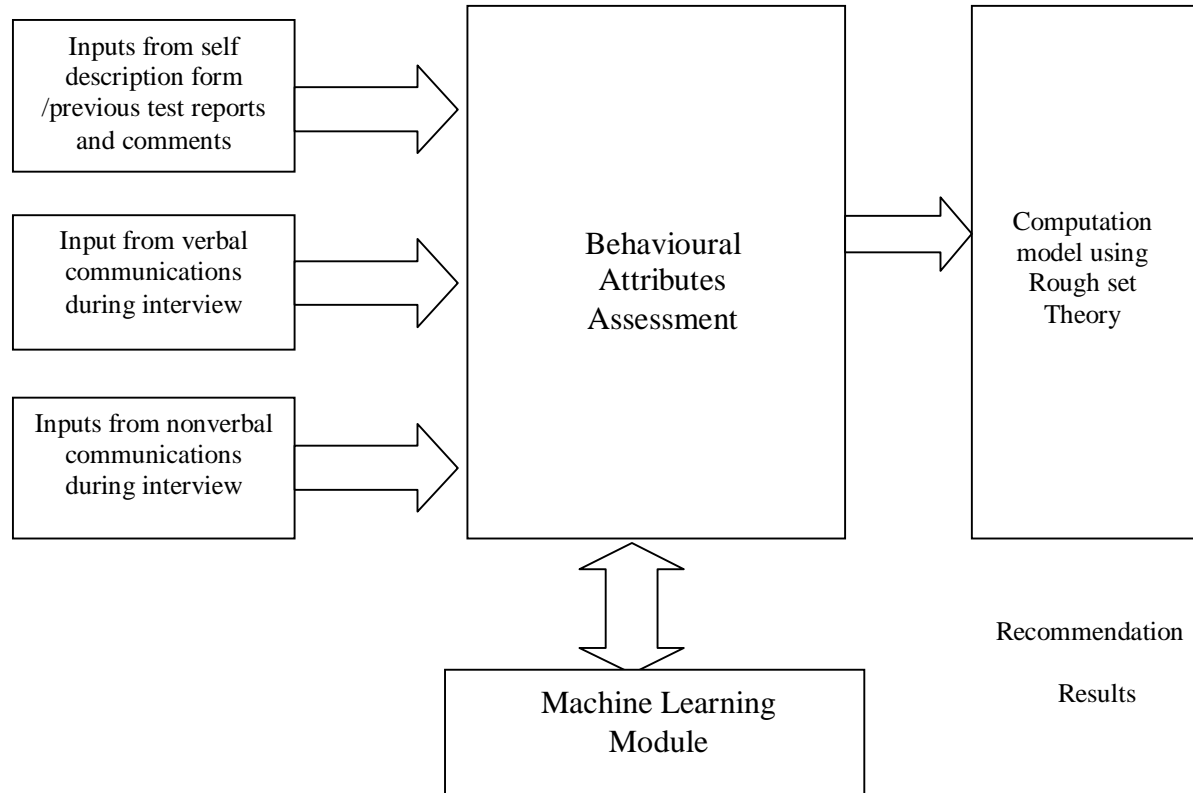 Inputs from self
description form
/previous test reports
and comments
Input from verbal
communications
during interview
Inputs from nonverbal
communications
during interview
Behavioural
Attributes
Assessment
Computation
model using
Rough set
Theory
Machine Learning
Module
Recommendation
Results